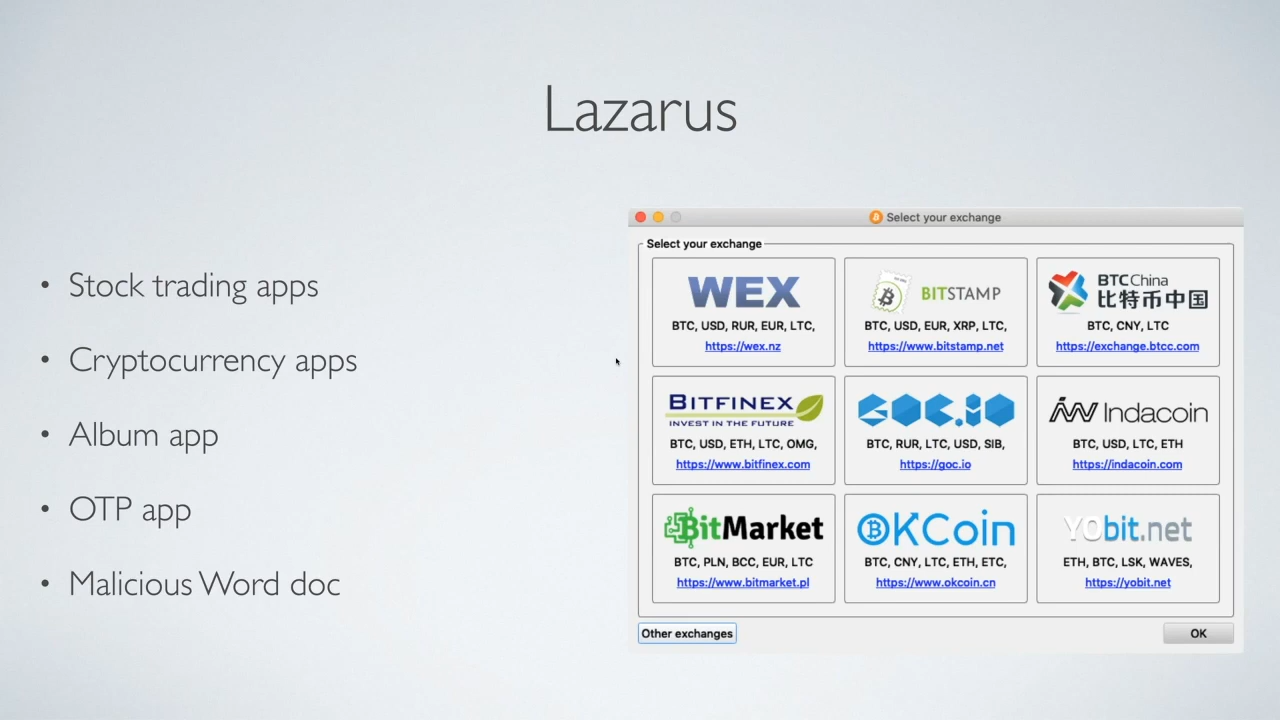 Lazarus
• Stock trading apps
• Cryptocurrency apps
• Album app
• OTP app
• Malicious Word doc
Select your exchange
Select your exchange
WEX
BTC, USD, RUR, EUR, LTC,
https://wex.nz
BITSTAMP
BTC, USD, EUR, XRP, LTC,
https://www.bitstamp.net
BTCChina
比特币中国
BTC, CNY, LTC
https://exchange.btcc.com
BITFINEX
INVEST IN THE FUTURE
BTC, USD, ETH, LTC, OMG,
https://www.bitfinex.com
GOC.IO
BTC, RUR, LTC, USD, SIB,
https://goc.io
Indacoin
BTC, USD, LTC, ETH
https://indacoin.com
BitMarket
BTC, PLN, BCC, EUR, LTC
https://www.bitmarket.pl
OKCoin
BTC, CNY, LTC, ETH, ETC,
https://www.okcoin.cn
YObit.net
ETH, BTC, LSK, WAVES,
https://yobit.net
Other exchanges
OK